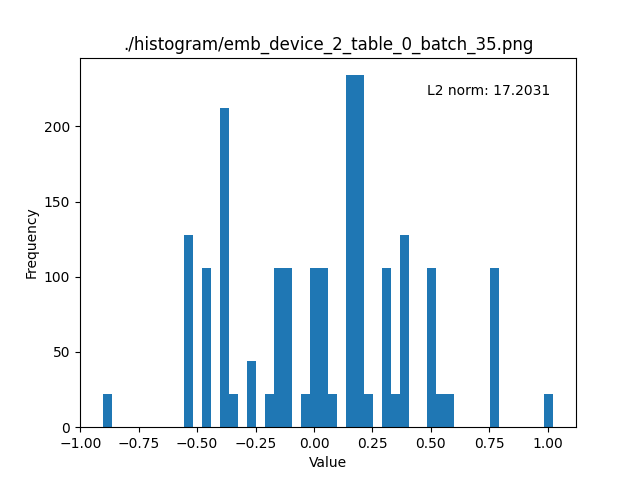 ./histogram/emb_device_2_table_0_batch_35.png
L2 norm: 17.2031
Frequency
200
150
100
50
0
−1.00 −0.75 −0.50 −0.25 0.00 0.25 0.50 0.75 1.00
Value